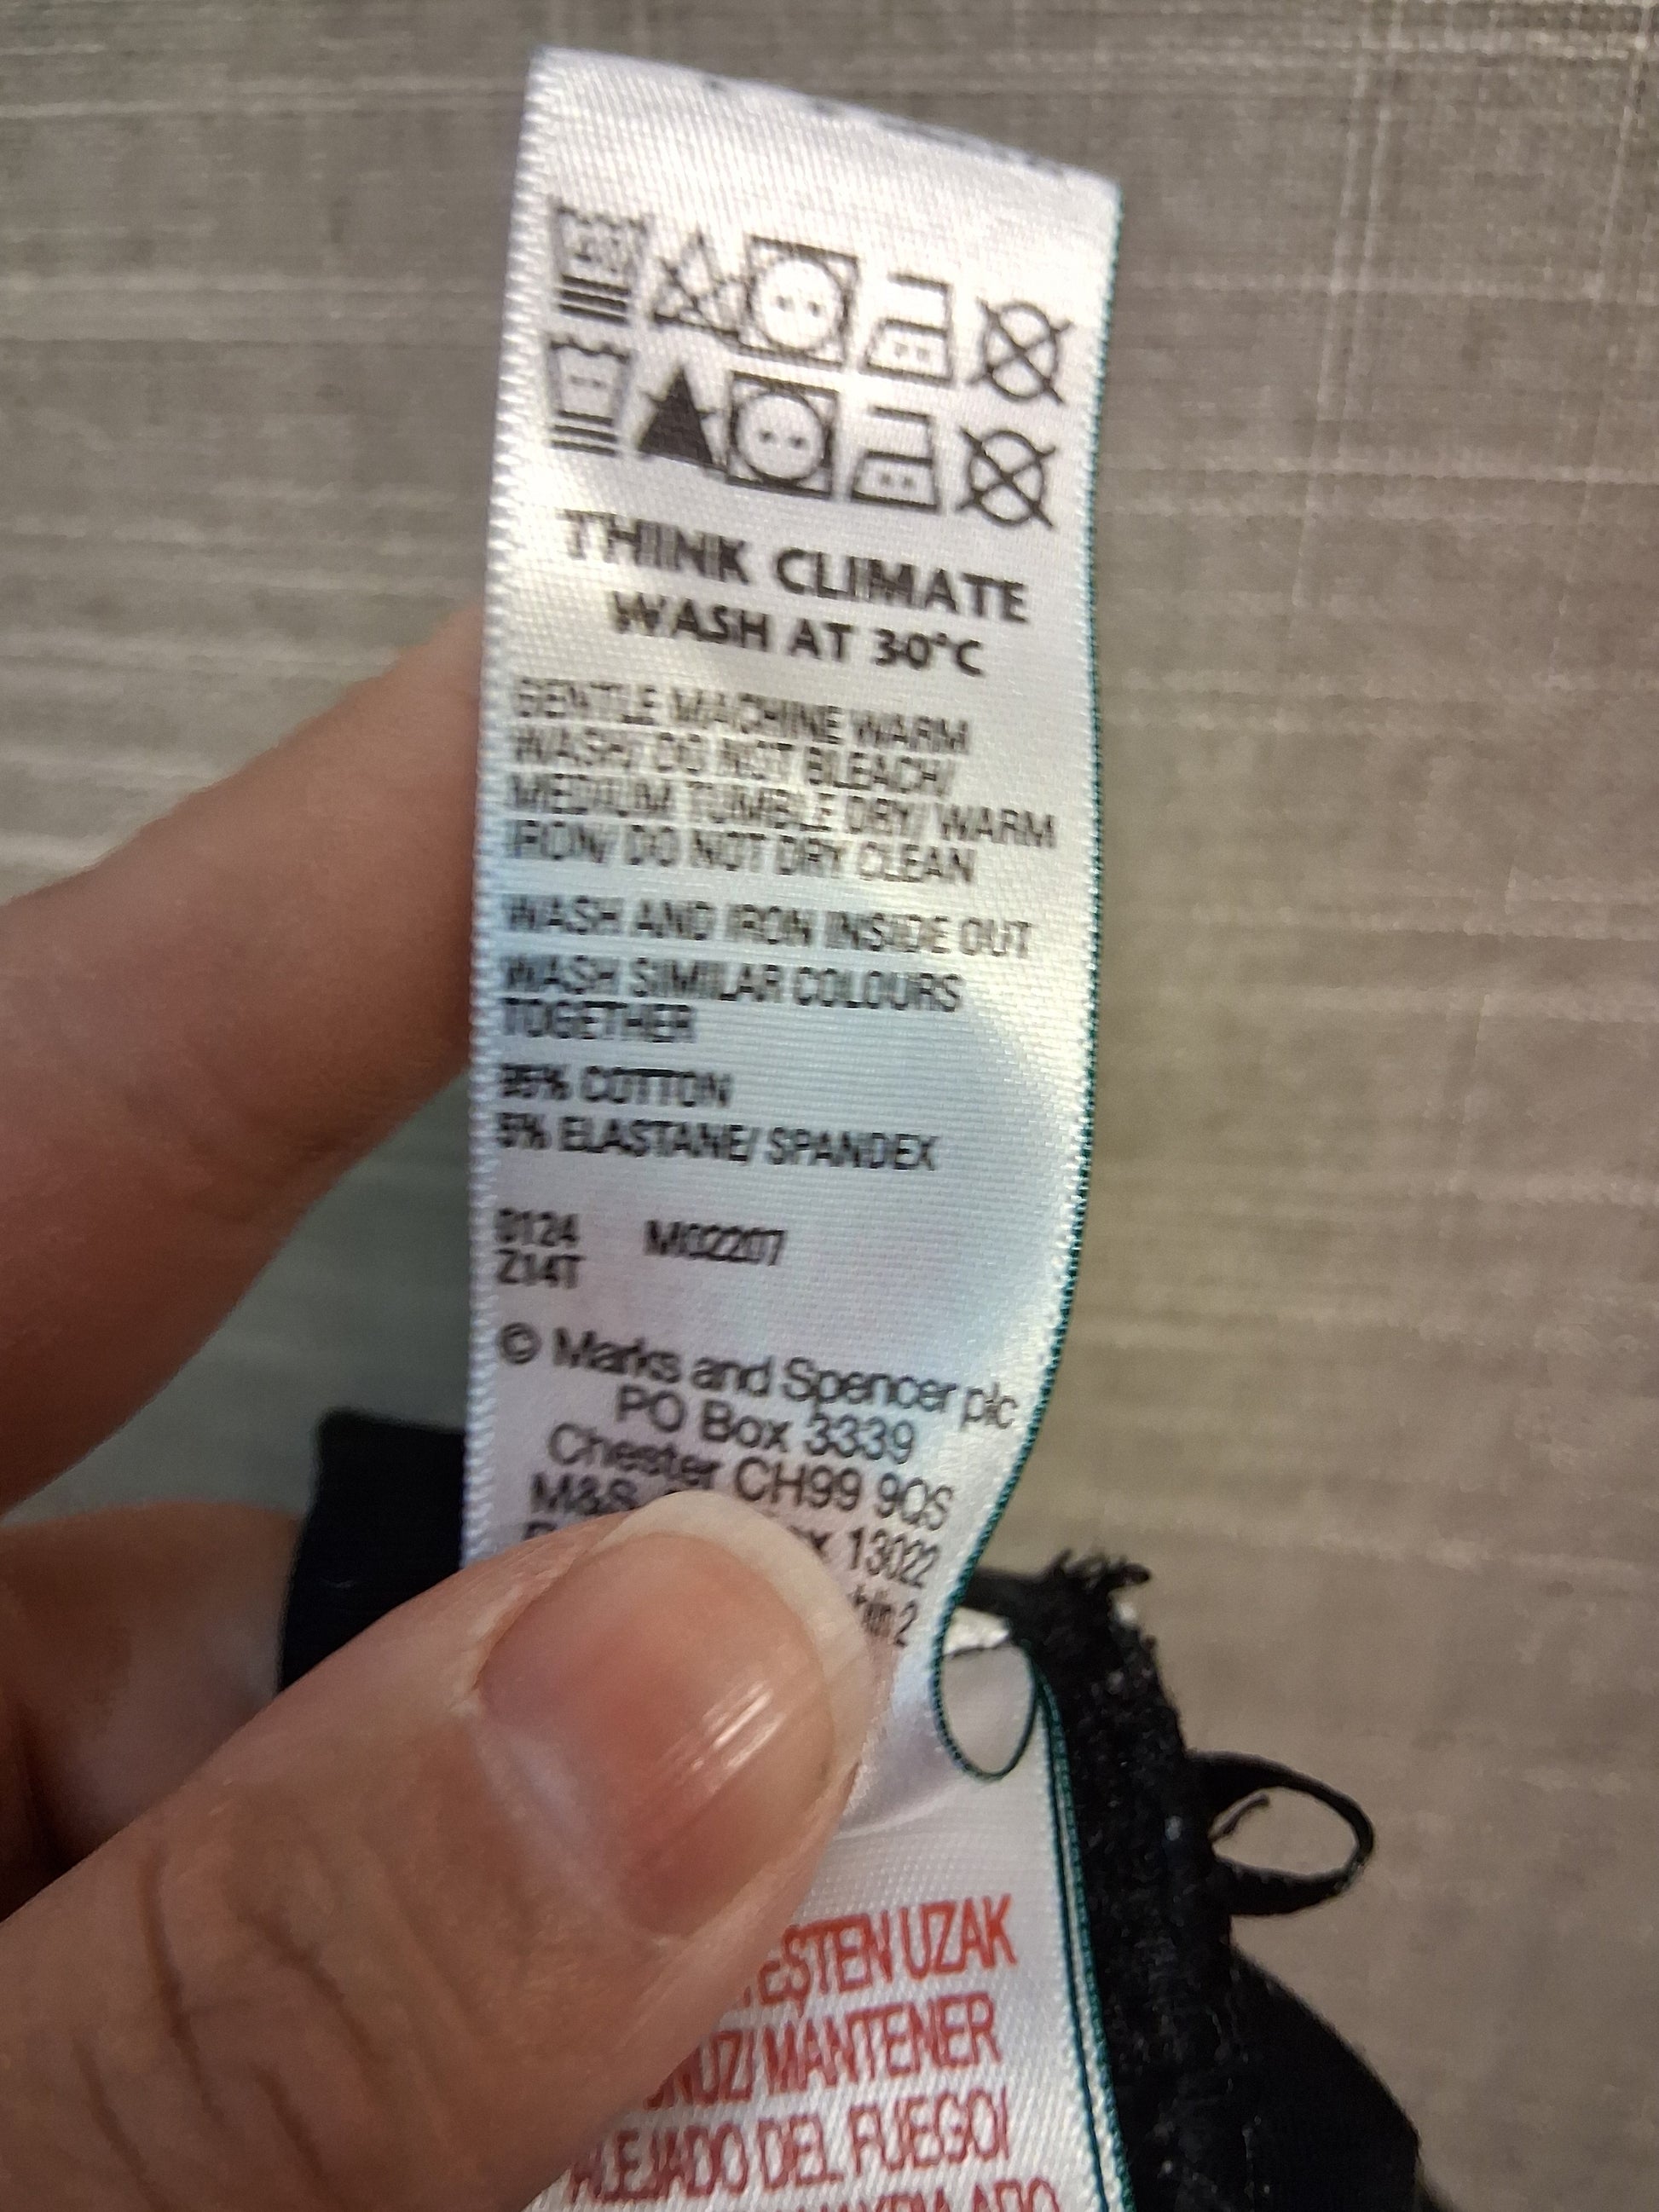 THINK CLIMATE
WASH AT 30°C
GENTLE MACHINE WARM
WASH/ DO NOT BLEACH/
MEDIUM TUMBLE DRY/ WARM
IRON/ DO NOT DRY CLEAN
WASH AND IRON INSIDE OUT
WASH SIMILAR COLOURS
TOGETHER
95% COTTON
5% ELASTANE/ SPANDEX
0124 M02207
Z14T
© Marks and Spencer plc
PO Box 3339
Chester CH99 9QS
M&S
13022
2
UZAK
MANTENER
DEL FUEGO/